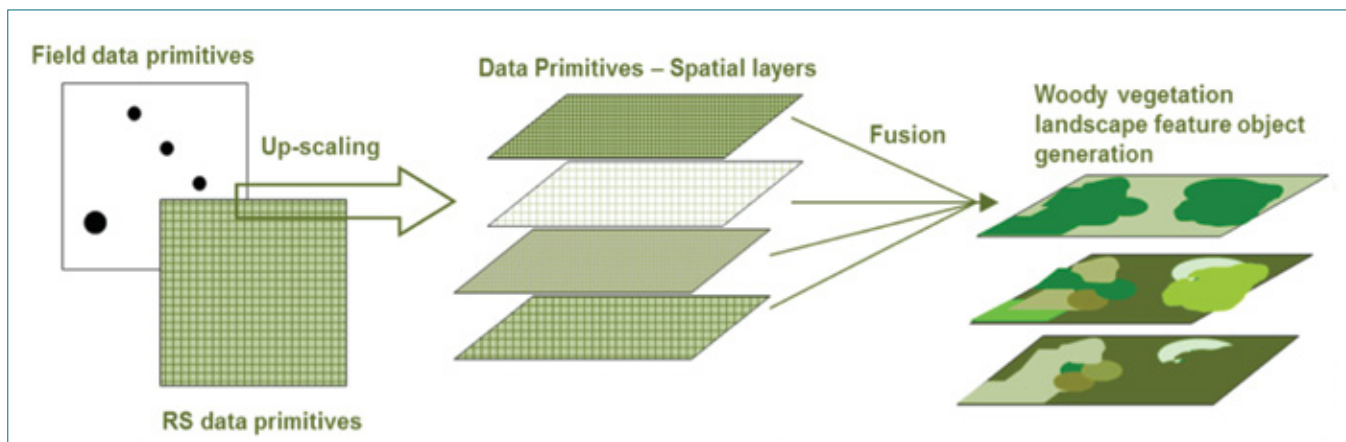 Field data primitives
Up-scaling
RS data primitives
Data Primitives – Spatial layers
Fusion
Woody vegetation
landscape feature object
generation